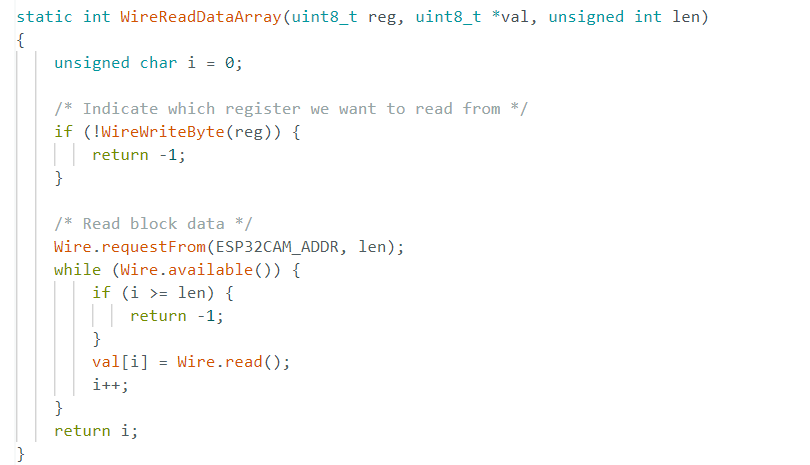 static int WireReadDataArray(uint8_t reg, uint8_t *val, unsigned int len)
{
unsigned char i = 0;
/* Indicate which register we want to read from */
if (!WireWriteByte(reg)) {
return -1;
}
/* Read block data */
Wire.requestFrom(ESP32CAM_ADDR, len);
while (Wire.available()) {
if (i >= len) {
return -1;
}
val[i] = Wire.read();
i++;
}
return i;
}